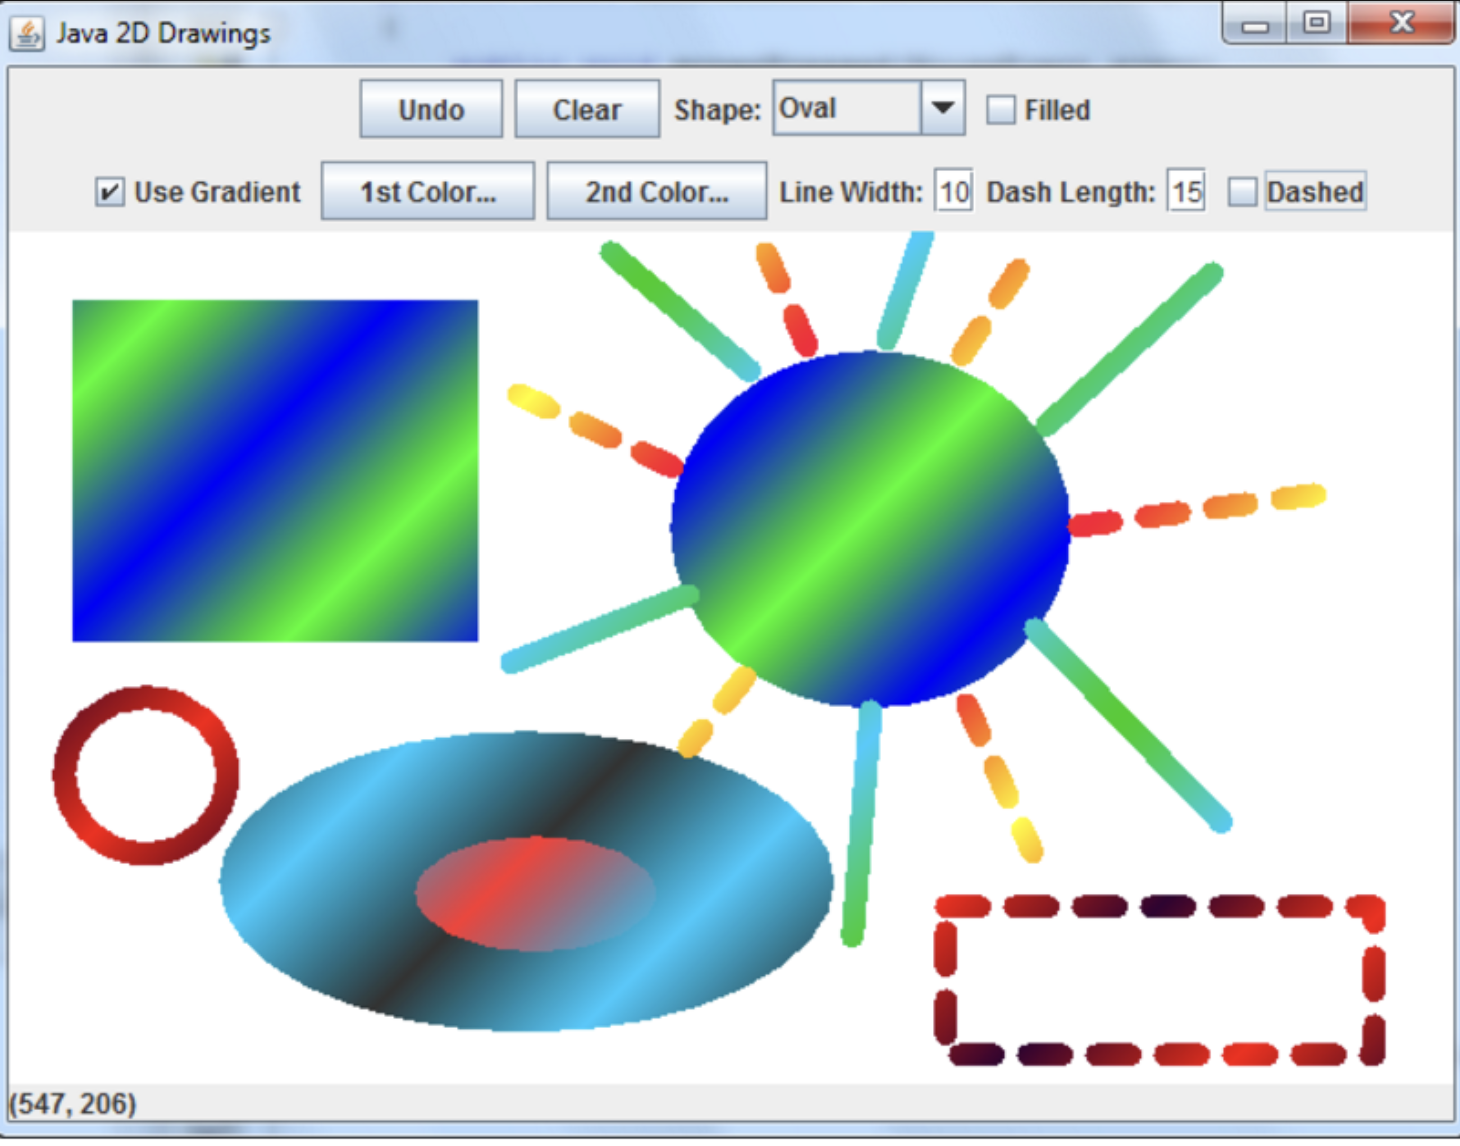 Java 2D Drawings
Undo Clear Shape: Oval Filled
Use Gradient 1st Color... 2nd Color... Line Width: 10 Dash Length: 15 Dashed
(547, 206)